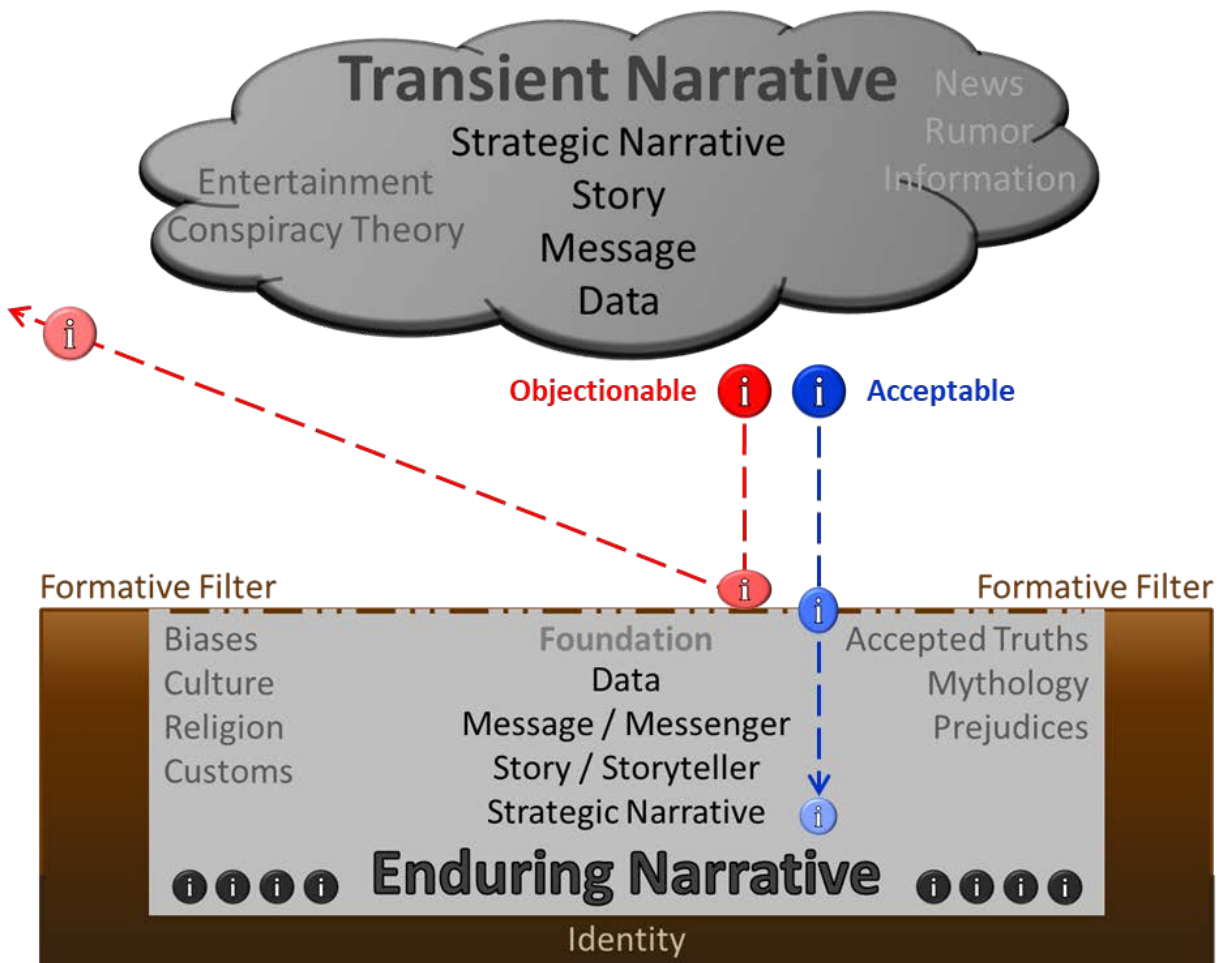 Transient Narrative
News
Rumor
Information
Strategic Narrative
Story
Message
Data
Entertainment
Conspiracy Theory
i
Objectionable
i
i
Acceptable
Formative Filter
i
i
Formative Filter
Biases
Culture
Religion
Customs
Foundation
Data
Message / Messenger
Story / Storyteller
Strategic Narrative
i
Accepted Truths
Mythology
Prejudices
i i i i
Enduring Narrative
i i i i
Identity